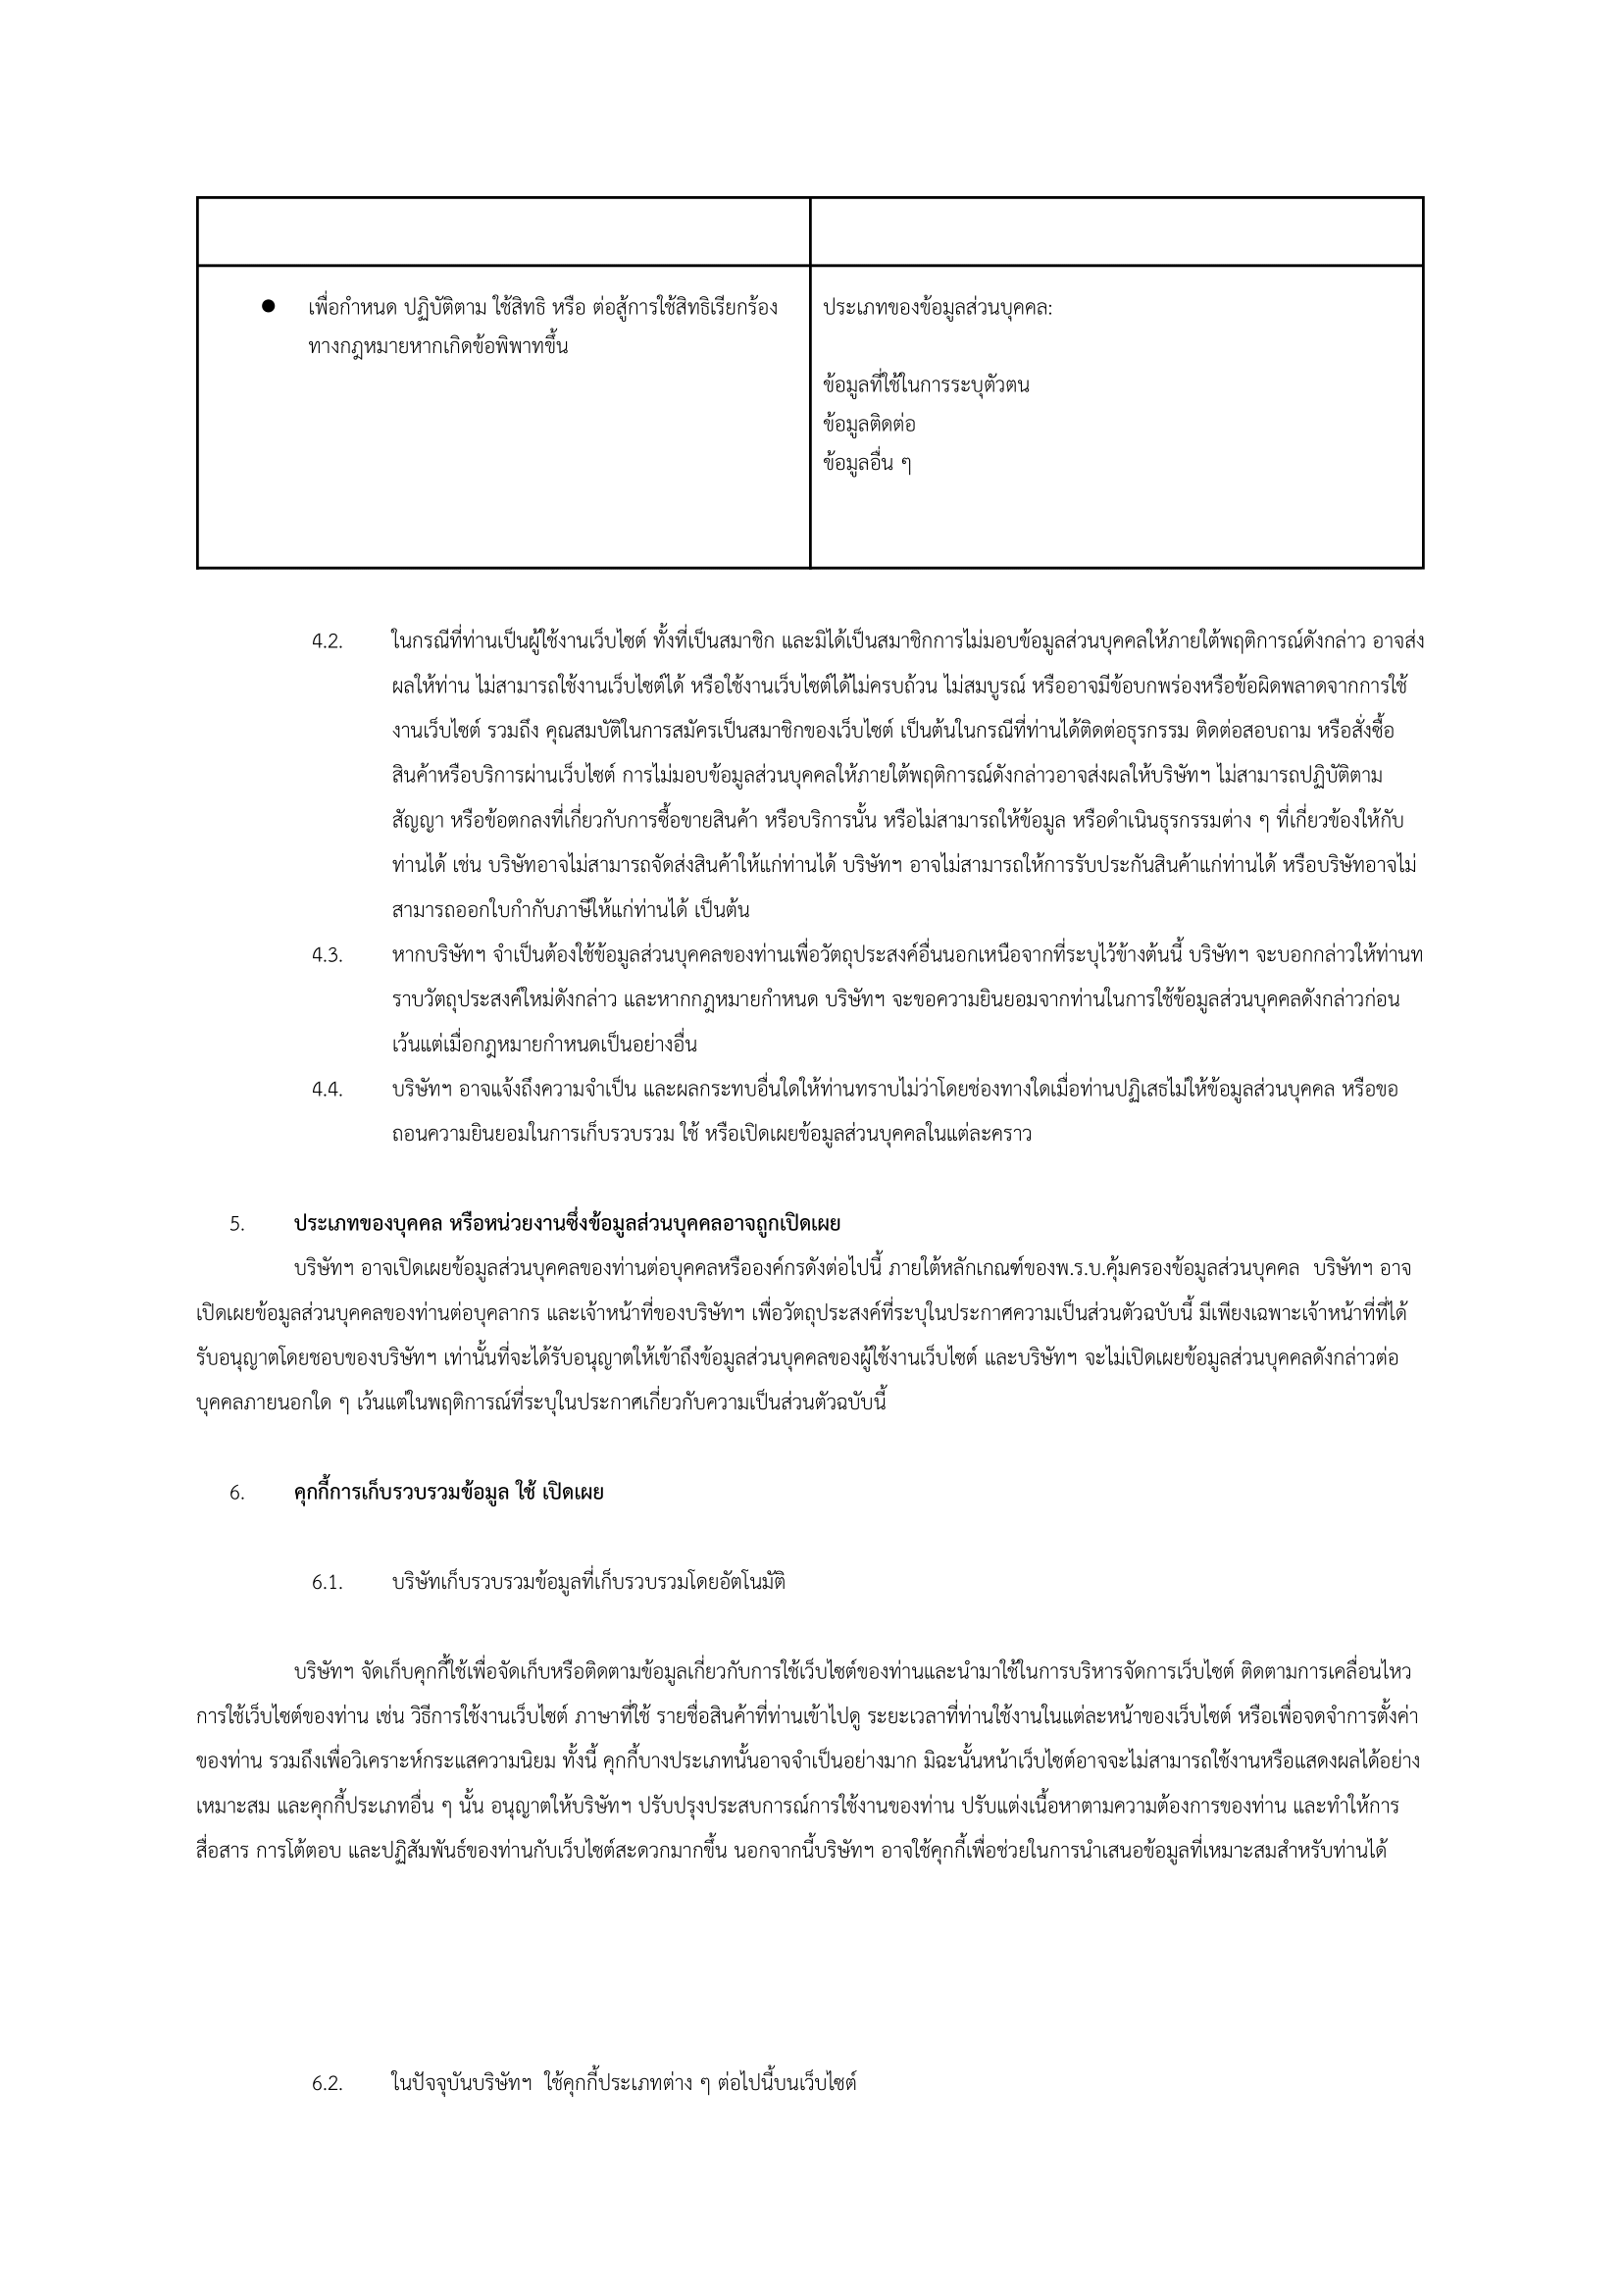 ● เพื่อกำหนด ปฏิบัติตาม ใช้สิทธิ หรือ ต่อสู้การใช้สิทธิเรียกร้อง
ทางกฎหมายหากเกิดข้อพิพาทขึ้น
ประเภทของข้อมูลส่วนบุคคล:
ข้อมูลที่ใช้ในการระบุตัวตน
ข้อมูลติดต่อ
ข้อมูลอื่น ๆ
4.2. ในกรณีที่ท่านเป็นผู้ใช้งานเว็บไซต์ ทั้งที่เป็นสมาชิก และมิได้เป็นสมาชิกการไม่มอบข้อมูลส่วนบุคคลให้ภายใต้พฤติการณ์ดังกล่าว อาจส่ง
ผลให้ท่าน ไม่สามารถใช้งานเว็บไซต์ได้ หรือใช้งานเว็บไซต์ได้ไม่ครบถ้วน ไม่สมบูรณ์ หรืออาจมีข้อบกพร่องหรือข้อผิดพลาดจากการใช้
งานเว็บไซต์ รวมถึง คุณสมบัติในการสมัครเป็นสมาชิกของเว็บไซต์ เป็นต้นในกรณีที่ท่านได้ติดต่อธุรกรรม ติดต่อสอบถาม หรือสั่งซื้อ
สินค้าหรือบริการผ่านเว็บไซต์ การไม่มอบข้อมูลส่วนบุคคลให้ภายใต้พฤติการณ์ดังกล่าวอาจส่งผลให้บริษัทฯ ไม่สามารถปฏิบัติตาม
สัญญา หรือข้อตกลงที่เกี่ยวกับการซื้อขายสินค้า หรือบริการนั้น หรือไม่สามารถให้ข้อมูล หรือดำเนินธุรกรรมต่าง ๆ ที่เกี่ยวข้องให้กับ
ท่านได้ เช่น บริษัทอาจไม่สามารถจัดส่งสินค้าให้แก่ท่านได้ บริษัทฯ อาจไม่สามารถให้การรับประกันสินค้าแก่ท่านได้ หรือบริษัทอาจไม่
สามารถออกใบกำกับภาษีให้แก่ท่านได้ เป็นต้น
4.3. หากบริษัทฯ จำเป็นต้องใช้ข้อมูลส่วนบุคคลของท่านเพื่อวัตถุประสงค์อื่นนอกเหนือจากที่ระบุไว้ข้างต้นนี้ บริษัทฯ จะบอกกล่าวให้ท่านท
ราบวัตถุประสงค์ใหม่ดังกล่าว และหากกฎหมายกำหนด บริษัทฯ จะขอความยินยอมจากท่านในการใช้ข้อมูลส่วนบุคคลดังกล่าวก่อน
เว้นแต่เมื่อกฎหมายกำหนดเป็นอย่างอื่น
4.4. บริษัทฯ อาจแจ้งถึงความจำเป็น และผลกระทบอื่นใดให้ท่านทราบไม่ว่าโดยช่องทางใดเมื่อท่านปฏิเสธไม่ให้ข้อมูลส่วนบุคคล หรือขอ
ถอนความยินยอมในการเก็บรวบรวม ใช้ หรือเปิดเผยข้อมูลส่วนบุคคลในแต่ละคราว
5. ประเภทของบุคคล หรือหน่วยงานซึ่งข้อมูลส่วนบุคคลอาจถูกเปิดเผย
บริษัทฯ อาจเปิดเผยข้อมูลส่วนบุคคลของท่านต่อบุคคลหรือองค์กรดังต่อไปนี้ ภายใต้หลักเกณฑ์ของพ.ร.บ.คุ้มครองข้อมูลส่วนบุคคล บริษัทฯ อาจ
เปิดเผยข้อมูลส่วนบุคคลของท่านต่อบุคลากร และเจ้าหน้าที่ของบริษัทฯ เพื่อวัตถุประสงค์ที่ระบุในประกาศความเป็นส่วนตัวฉบับนี้ มีเพียงเฉพาะเจ้าหน้าที่ที่ได้
รับอนุญาตโดยชอบของบริษัทฯ เท่านั้นที่จะได้รับอนุญาตให้เข้าถึงข้อมูลส่วนบุคคลของผู้ใช้งานเว็บไซต์ และบริษัทฯ จะไม่เปิดเผยข้อมูลส่วนบุคคลดังกล่าวต่อ
บุคคลภายนอกใด ๆ เว้นแต่ในพฤติการณ์ที่ระบุในประกาศเกี่ยวกับความเป็นส่วนตัวฉบับนี้
6. คุกกี้การเก็บรวบรวมข้อมูล ใช้ เปิดเผย
6.1. บริษัทเก็บรวบรวมข้อมูลที่เก็บรวบรวมโดยอัตโนมัติ
บริษัทฯ จัดเก็บคุกกี้ใช้เพื่อจัดเก็บหรือติดตามข้อมูลเกี่ยวกับการใช้เว็บไซต์ของท่านและนำมาใช้ในการบริหารจัดการเว็บไซต์ ติดตามการเคลื่อนไหว
การใช้เว็บไซต์ของท่าน เช่น วิธีการใช้งานเว็บไซต์ ภาษาที่ใช้ รายชื่อสินค้าที่ท่านเข้าไปดู ระยะเวลาที่ท่านใช้งานในแต่ละหน้าของเว็บไซต์ หรือเพื่อจดจำการตั้งค่า
ของท่าน รวมถึงเพื่อวิเคราะห์กระแสความนิยม ทั้งนี้ คุกกี้บางประเภทนั้นอาจจำเป็นอย่างมาก มิฉะนั้นหน้าเว็บไซต์อาจจะไม่สามารถใช้งานหรือแสดงผลได้อย่าง
เหมาะสม และคุกกี้ประเภทอื่น ๆ นั้น อนุญาตให้บริษัทฯ ปรับปรุงประสบการณ์การใช้งานของท่าน ปรับแต่งเนื้อหาตามความต้องการของท่าน และทำให้การ
สื่อสาร การโต้ตอบ และปฏิสัมพันธ์ของท่านกับเว็บไซต์สะดวกมากขึ้น นอกจากนี้บริษัทฯ อาจใช้คุกกี้เพื่อช่วยในการนำเสนอข้อมูลที่เหมาะสมสำหรับท่านได้
6.2. ในปัจจุบันบริษัทฯ ใช้คุกกี้ประเภทต่าง ๆ ต่อไปนี้บนเว็บไซต์